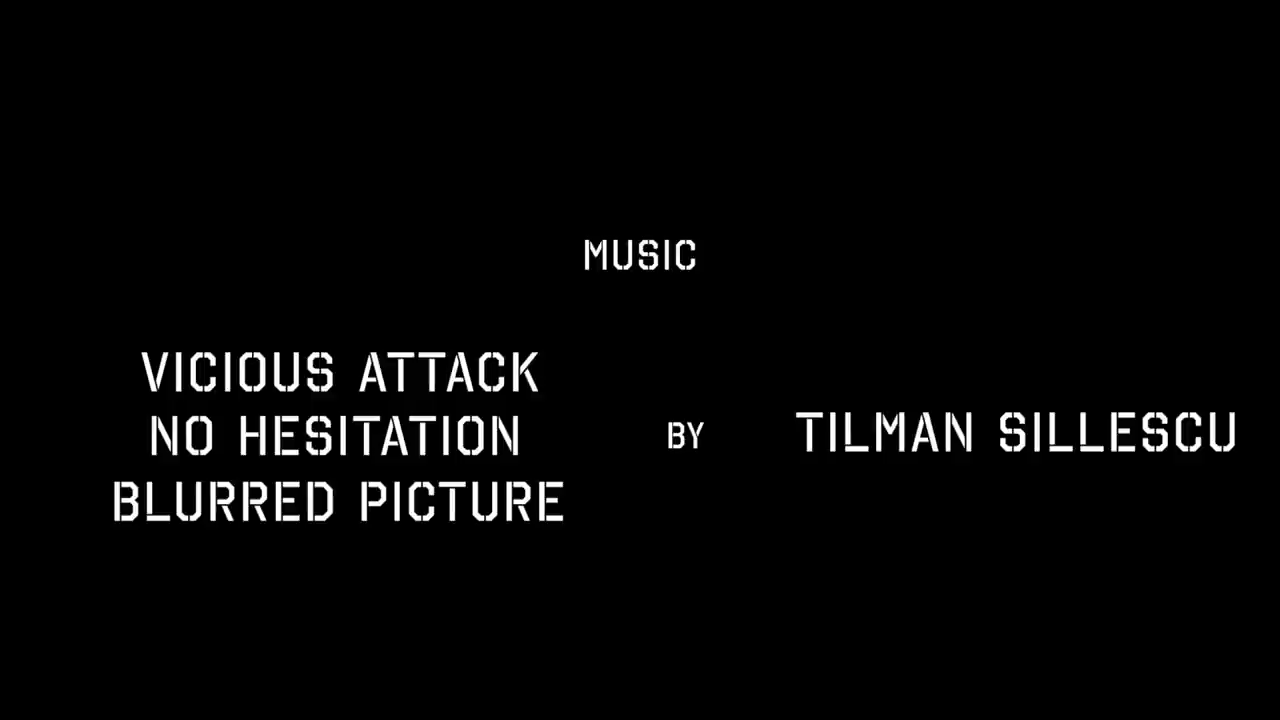 MUSIC
VICIOUS ATTACK
NO HESITATION
BLURRED PICTURE
BY
TILMAN SILLESCU